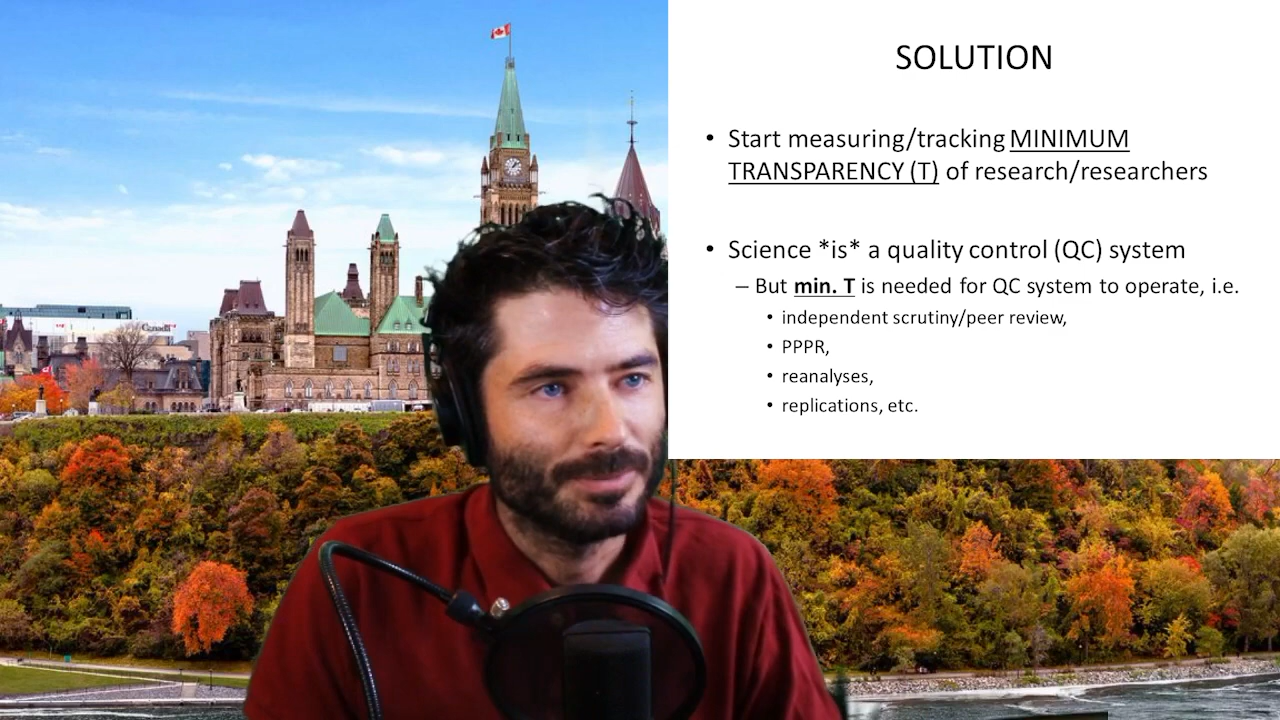 SOLUTION
• Start measuring/tracking MINIMUM
TRANSPARENCY (T) of research/researchers
• Science *is* a quality control (QC) system
– But min. T is needed for QC system to operate, i.e.
• independent scrutiny/peer review,
• PPPR,
• reanalyses,
• replications, etc.
Canada